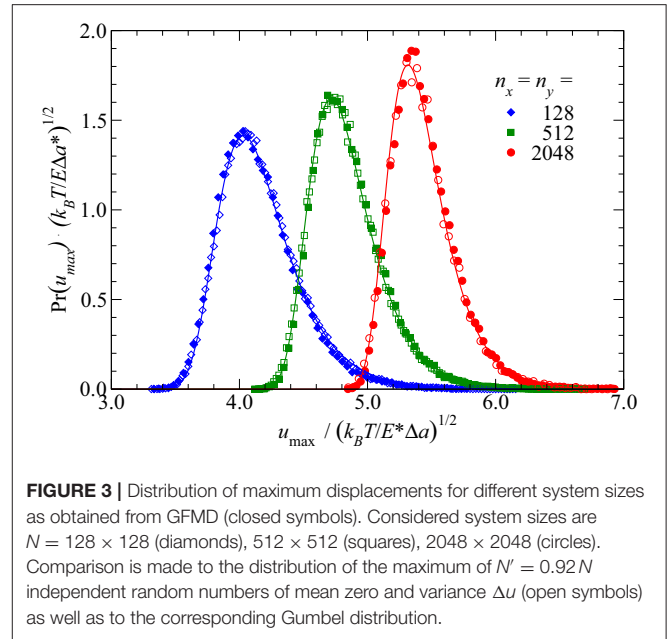 2.0
1.5
1.0
0.5
0.0
Pr(u_max) · (k_BT/EΔa*)^1/2
n_x = n_y =
128
512
2048
3.0 4.0 5.0 6.0 7.0
u_max / (k_BT/E*Δa)^1/2
FIGURE 3 | Distribution of maximum displacements for different system sizes
as obtained from GFMD (closed symbols). Considered system sizes are
N = 128 × 128 (diamonds), 512 × 512 (squares), 2048 × 2048 (circles).
Comparison is made to the distribution of the maximum of N′ = 0.92 N
independent random numbers of mean zero and variance Δu (open symbols)
as well as to the corresponding Gumbel distribution.